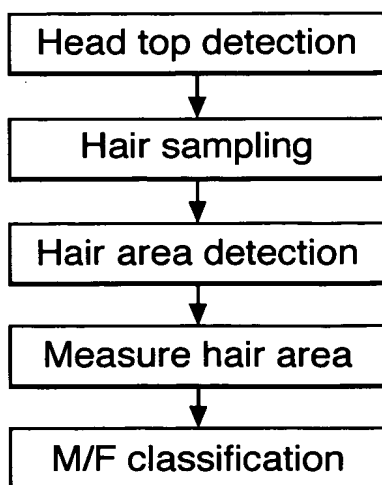 Head top detection
Hair sampling
Hair area detection
Measure hair area
M/F classification